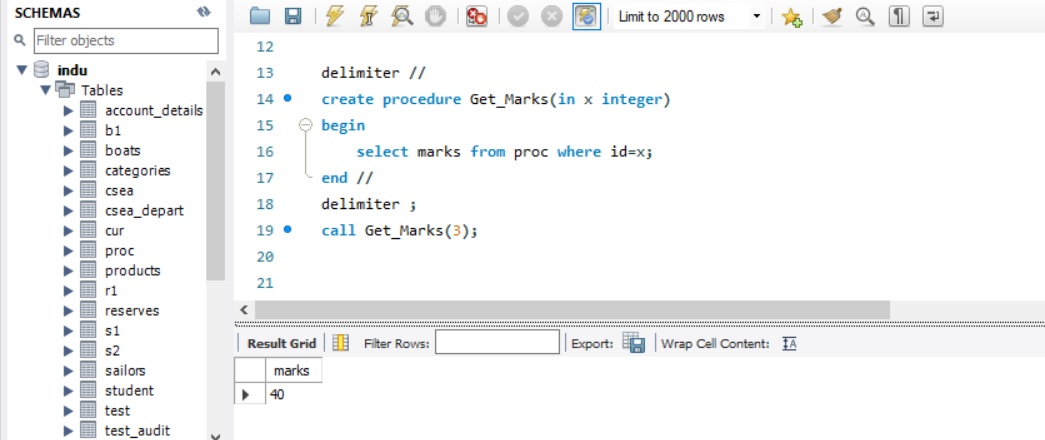 SCHEMAS
Filter objects
indu
Tables
account_details
b1
boats
categories
csea
csea_depart
cur
proc
products
r1
reserves
s1
s2
sailors
student
test
test_audit
Limit to 2000 rows
12
13 delimiter //
14 create procedure Get_Marks(in x integer)
15 begin
16 select marks from proc where id=x;
17 end //
18 delimiter ;
19 call Get_Marks(3);
20
21
Result Grid Filter Rows: Export: Wrap Cell Content: IA
marks
40